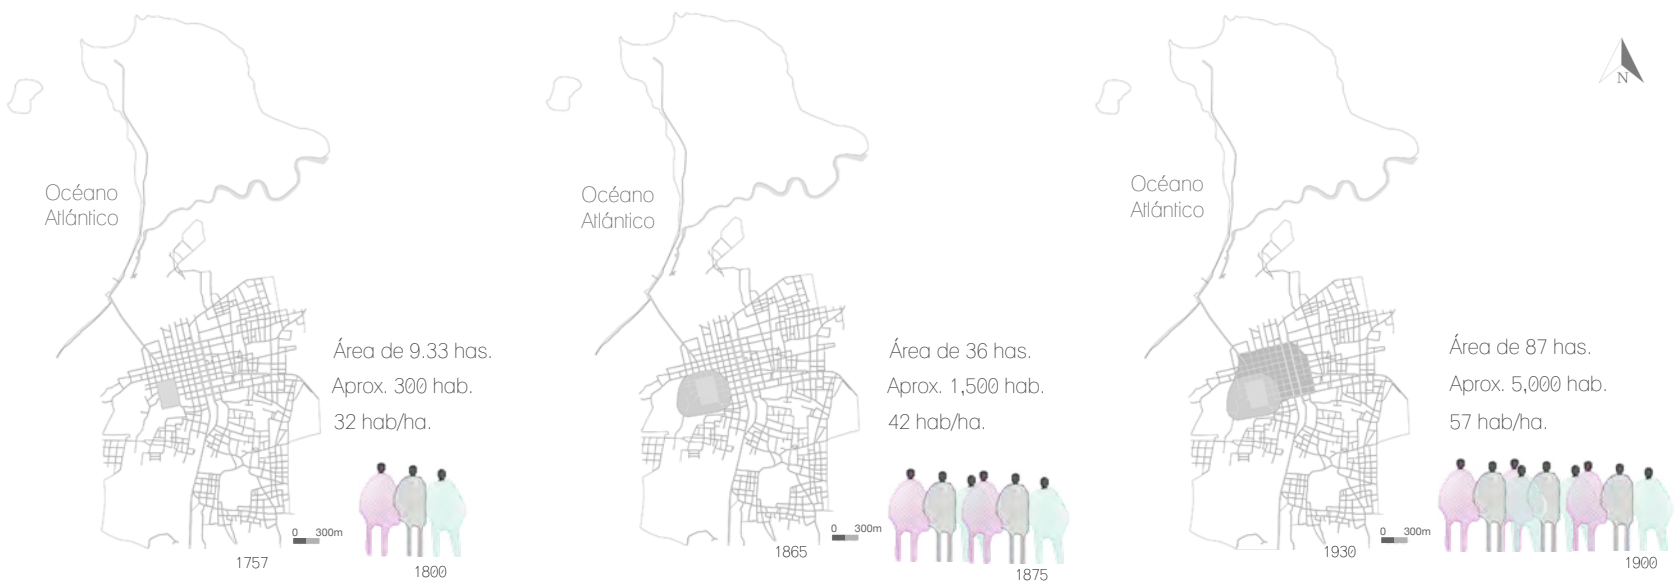 Océano
Atlántico
Área de 9.33 has.
Aprox. 300 hab.
32 hab/ha.
0 300m
1757
1800
Océano
Atlántico
Área de 36 has.
Aprox. 1,500 hab.
42 hab/ha.
0 300m
1865
1875
N
Océano
Atlántico
Área de 87 has.
Aprox. 5,000 hab.
57 hab/ha.
0 300m
1930
1900